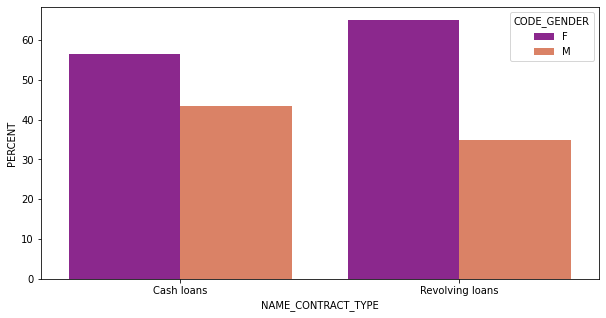 CODE_GENDER
F
M
PERCENT
60
50
40
30
20
10
0
Cash loans Revolving loans
NAME_CONTRACT_TYPE